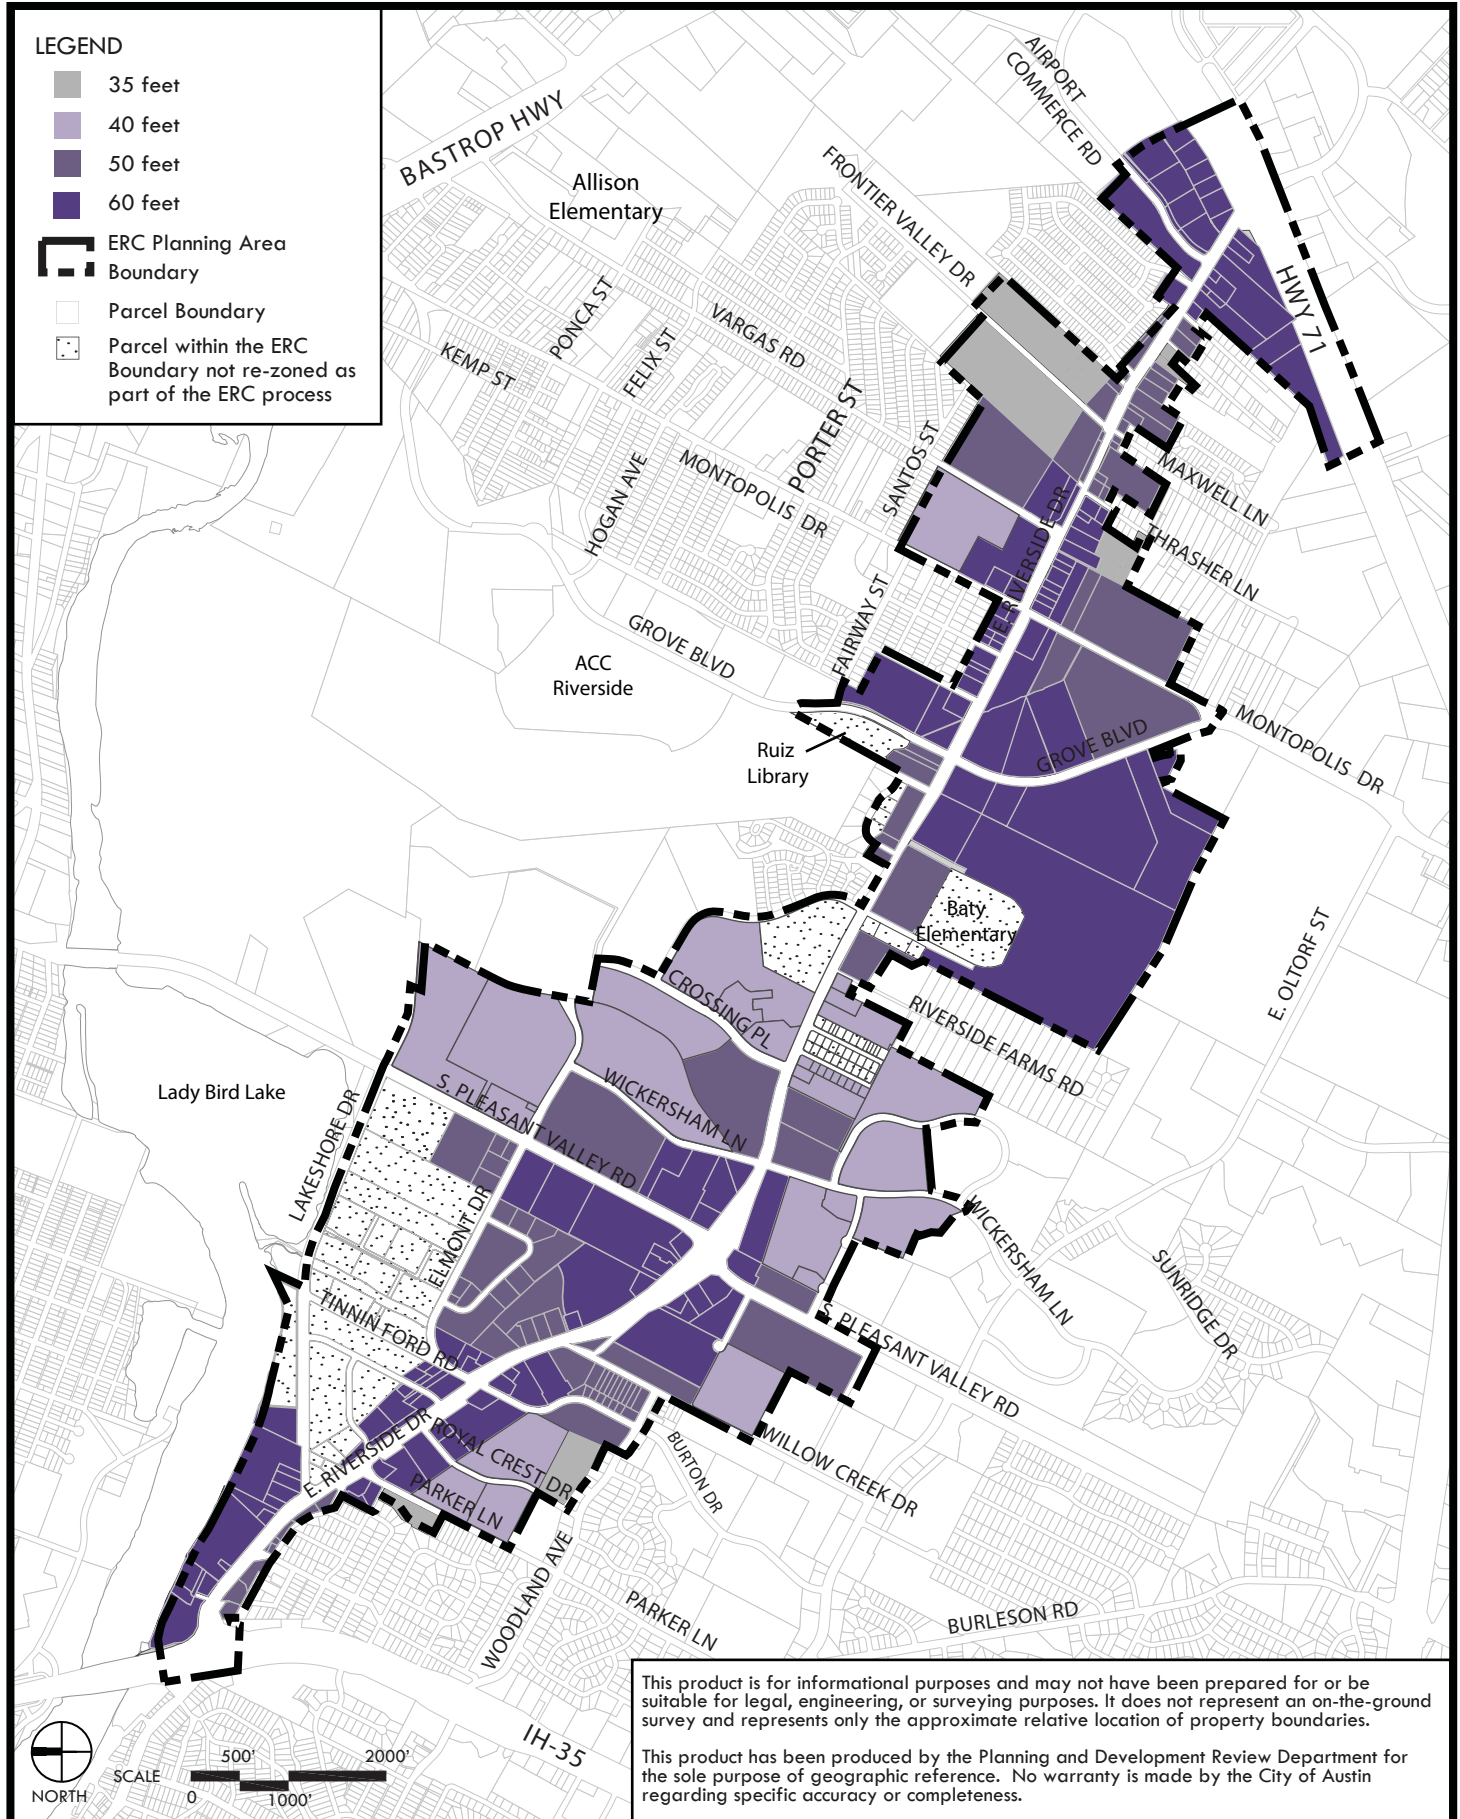 LEGEND
35 feet
40 feet
50 feet
60 feet
ERC Planning Area
Boundary
Parcel Boundary
Parcel within the ERC
Boundary not re-zoned as
part of the ERC process
AIRPORT
COMMERCE RD
BASTROP HWY
Allison
Elementary
FRONTIER VALLEY DR
HWY 71
PONCA ST
VARGAS RD
FELIX ST
KEMP ST
PORTER ST
SANTOS ST
MONTOPOLIS DR
HOGAN AVE
MAXWELL LN
THRASHER LN
E. RIVERSIDE DR
FAIRWAY ST
GROVE BLVD
ACC
Riverside
MONTOPOLIS DR
GROVE BLVD
Ruiz
Library
Baty
Elementary
E. OLTORF ST
CROSSING PL
RIVERSIDE FARMS RD
Lady Bird Lake
LAKESHORE DR
S. PLEASANT VALLEY RD
WICKERSHAM LN
ELMONT DR
WICKERSHAM LN
SUNRIDGE DR
TINNIN FORD RD
S. PLEASANT VALLEY RD
E. RIVERSIDE DR
ROYAL CREST DR
PARKER LN
BURTON DR
WILLOW CREEK DR
WOODLAND AVE
PARKER LN
BURLESON RD
IH-35
NORTH
SCALE
500'
2000'
0
1000'
This product is for informational purposes and may not have been prepared for or be
suitable for legal, engineering, or surveying purposes. It does not represent an on-the-ground
survey and represents only the approximate relative location of property boundaries.
This product has been produced by the Planning and Development Review Department for
the sole purpose of geographic reference. No warranty is made by the City of Austin
regarding specific accuracy or completeness.